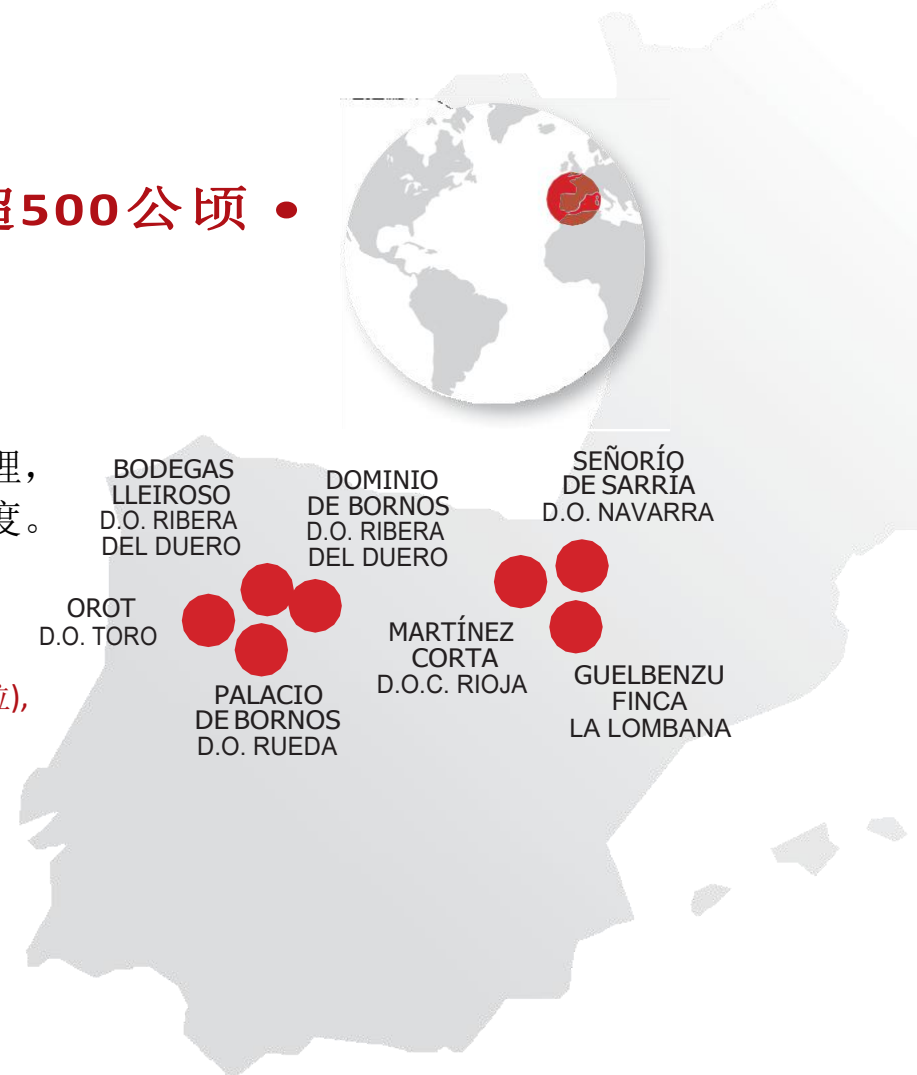 超500公顷 •
理，
度。
BODEGAS
LLEIROSO
D.O. RIBERA
DEL DUERO
DOMINIO
DE BORNOS
D.O. RIBERA
DEL DUERO
SEÑORÍO
DE SARRÍA
D.O. NAVARRA
OROT
D.O. TORO
MARTÍNEZ
CORTA
D.O.C. RIOJA
PALACIO
DE BORNOS
D.O. RUEDA
GUELBENZU
FINCA
LA LOMBANA
),